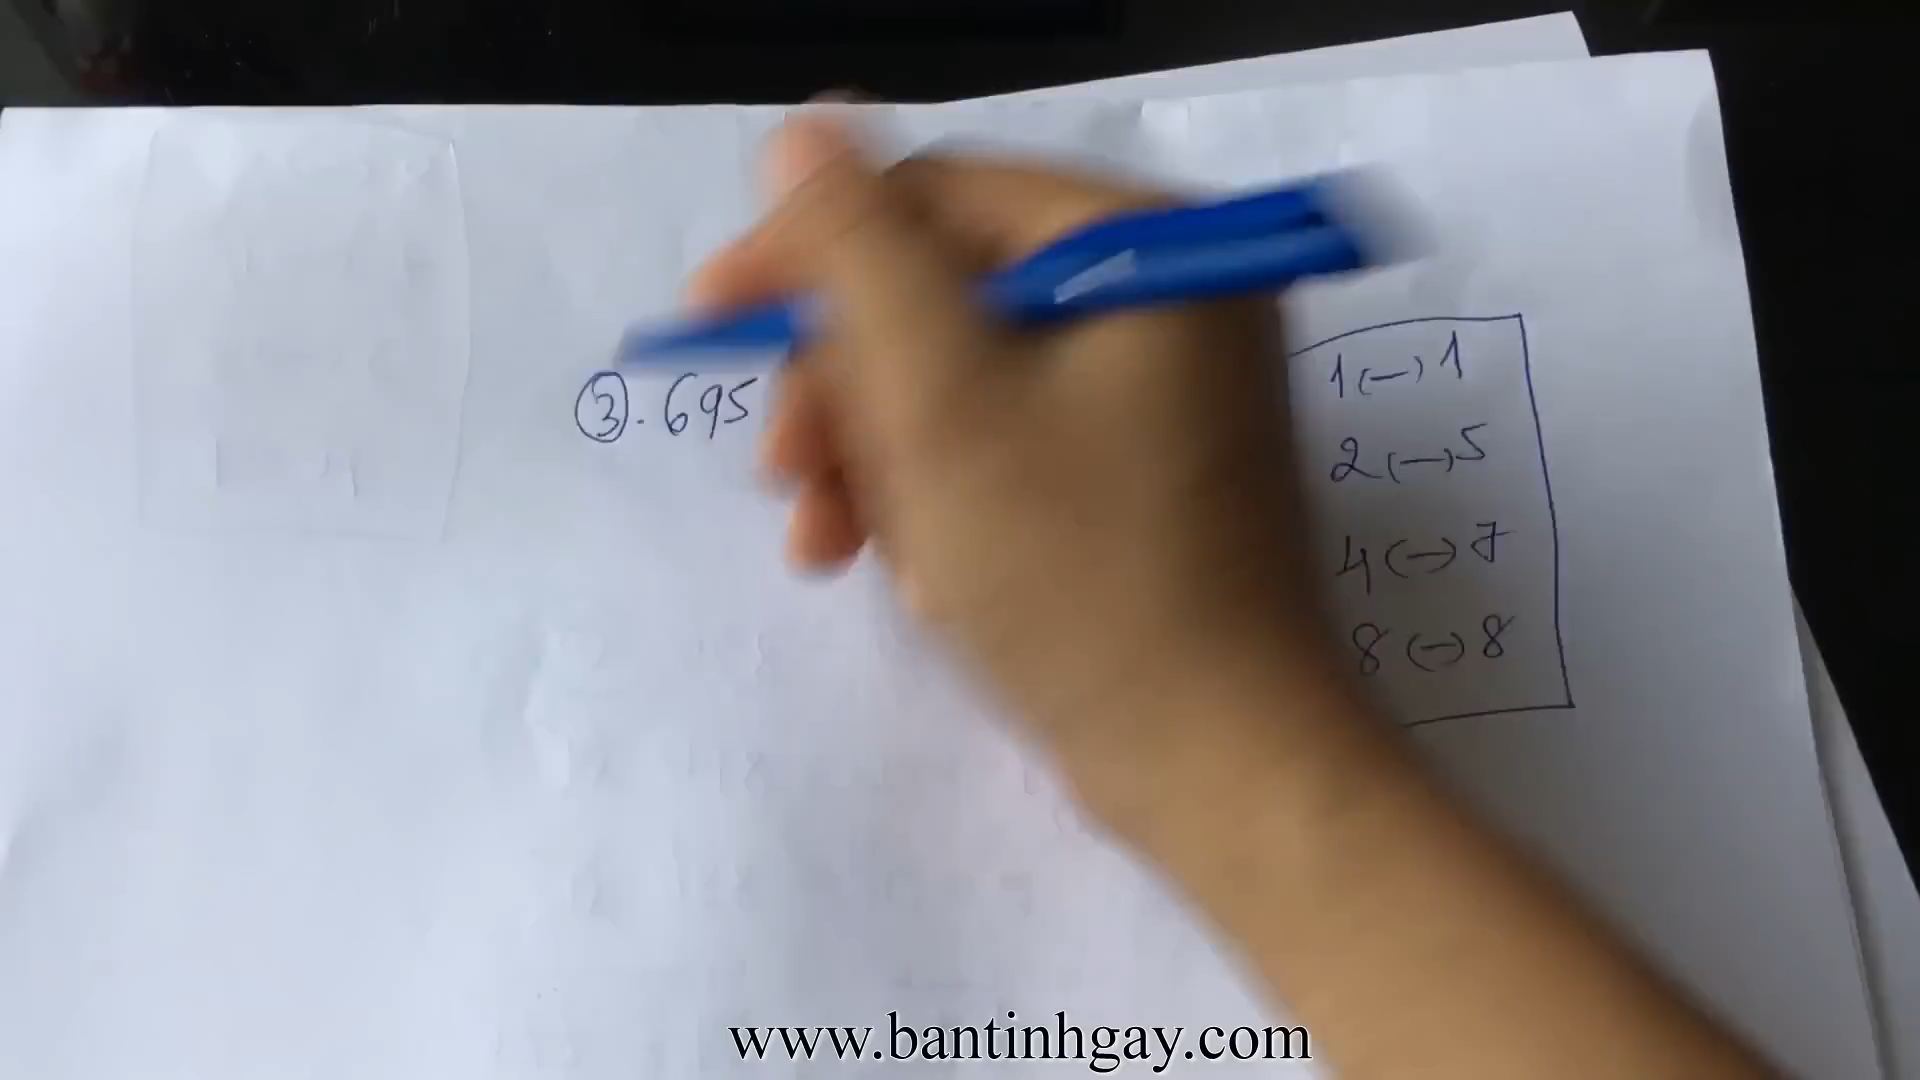 ③. 695
1 (–) 1
2 (–) 5
4 (–) 7
8 (–) 8
www.bantinhgay.com